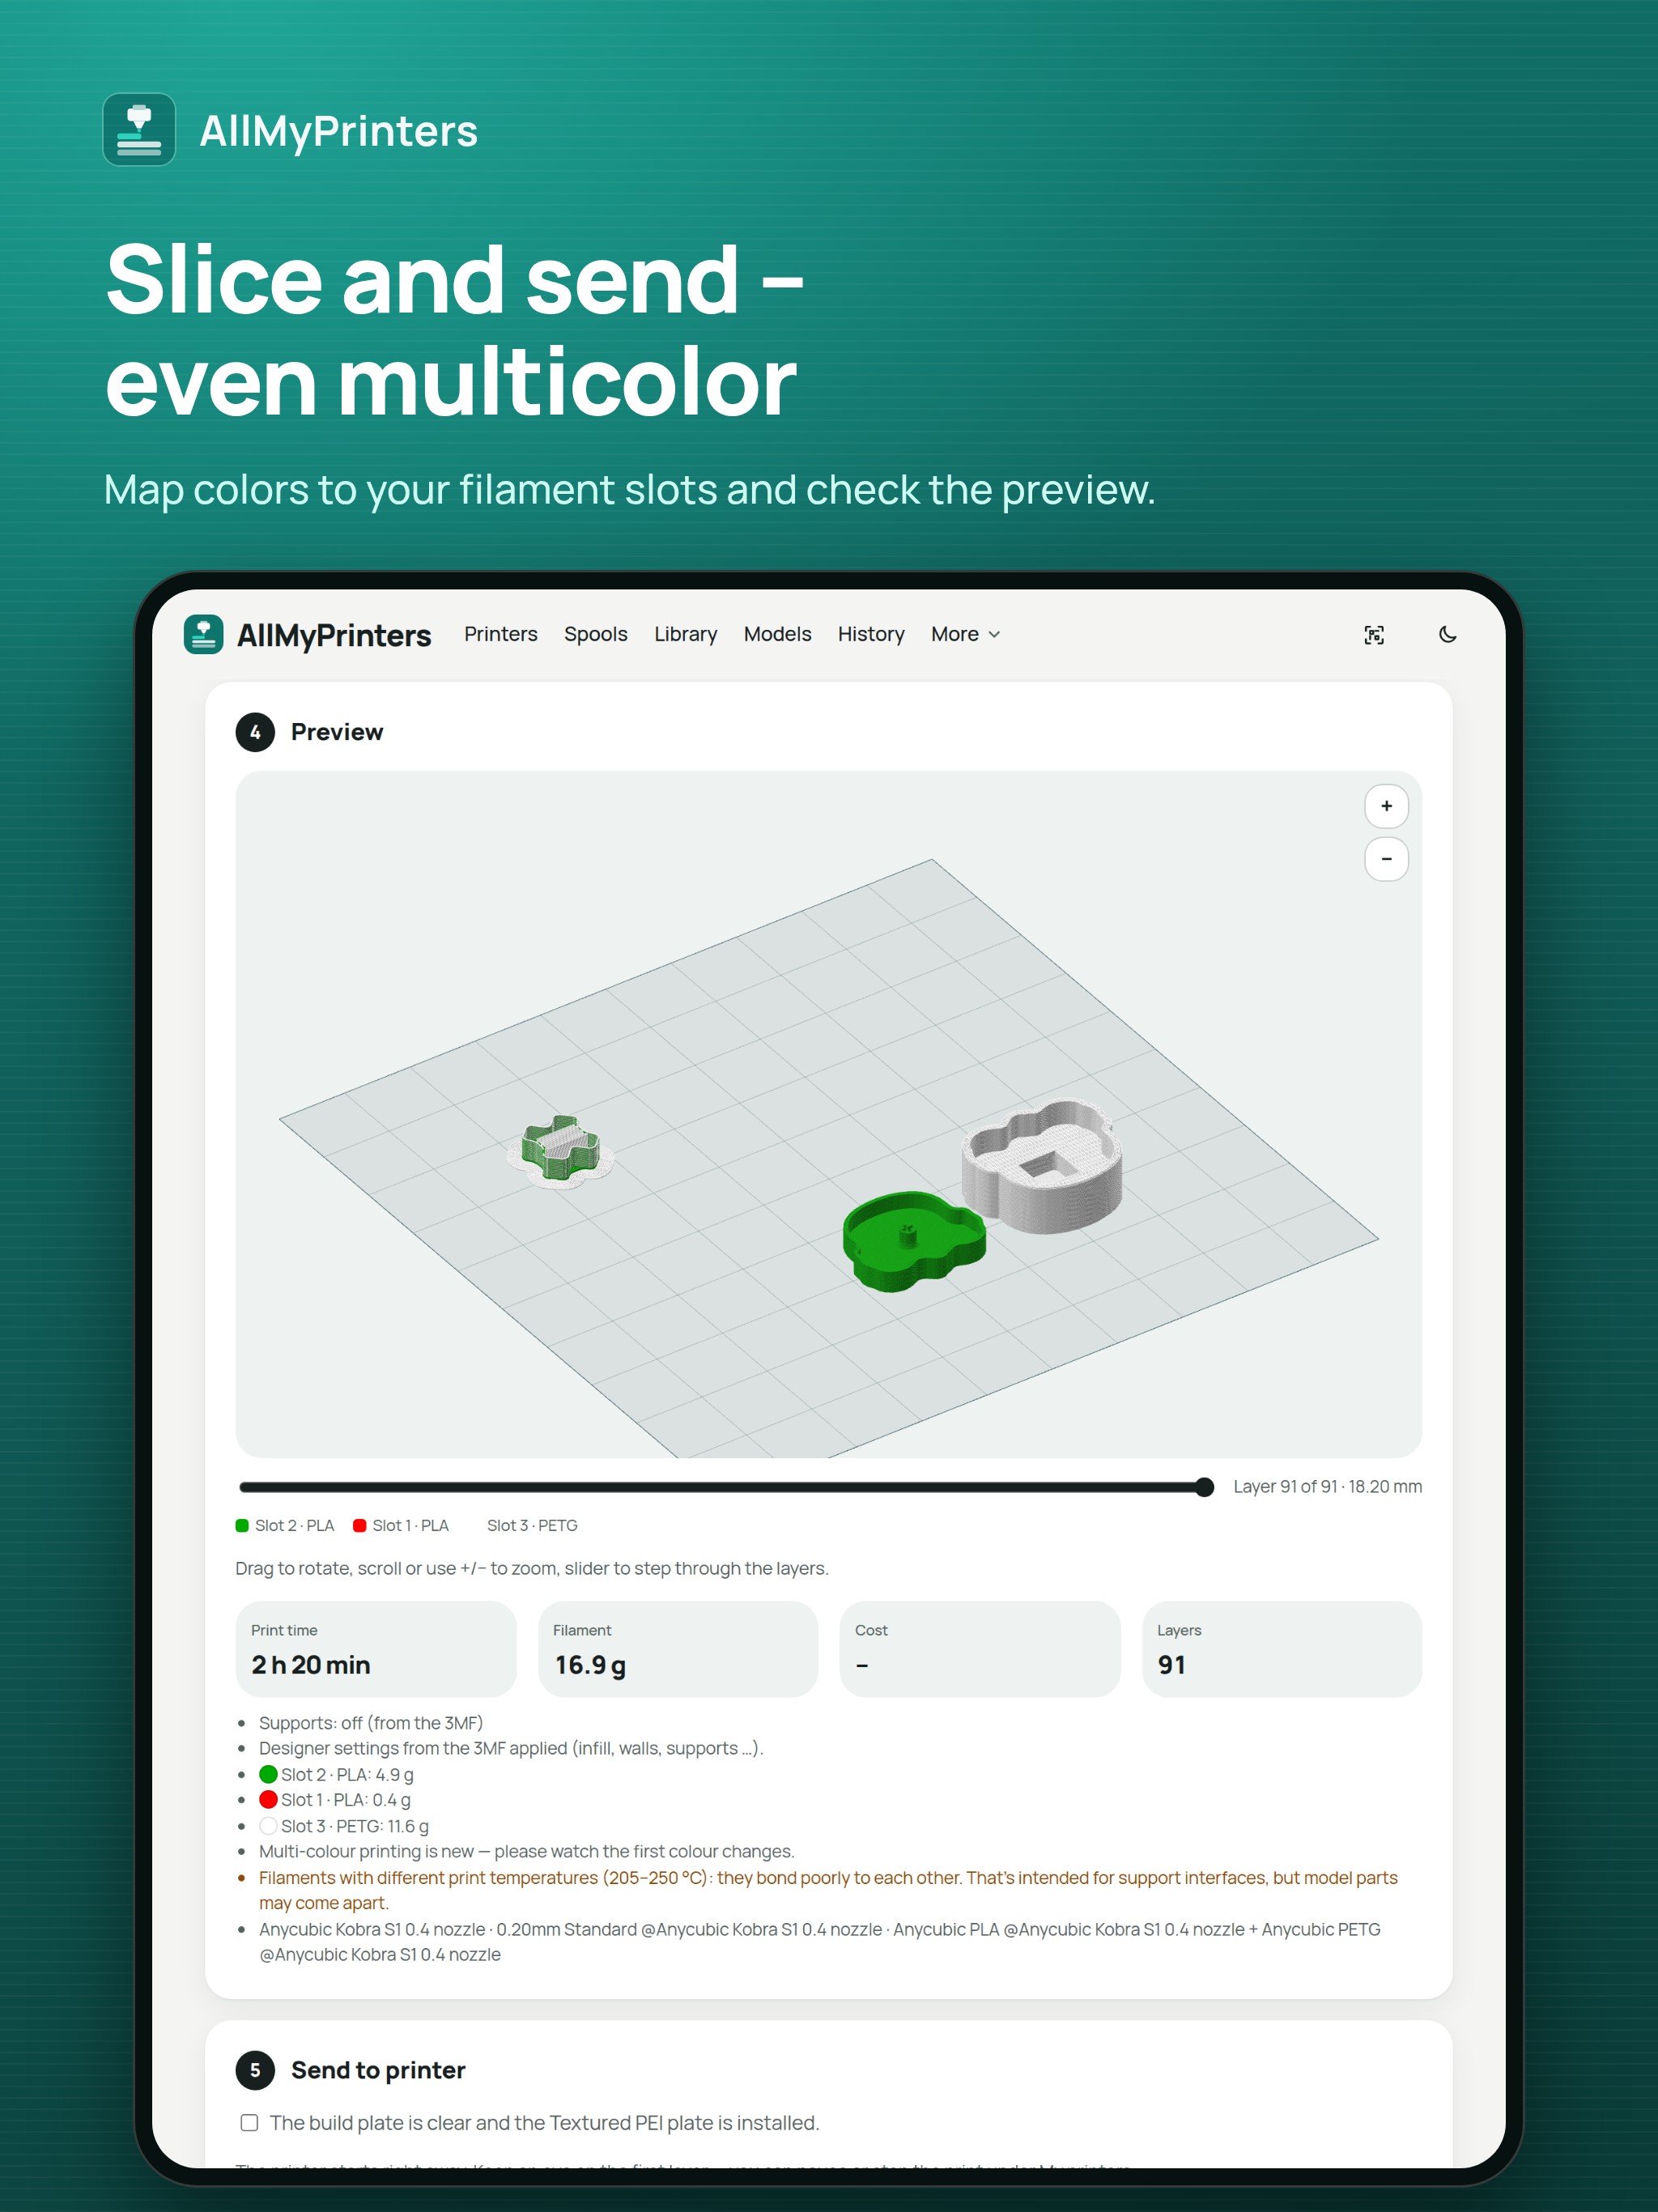 AllMyPrinters
Slice and send –
even multicolor
Map colors to your filament slots and check the preview.
AllMyPrinters Printers Spools Library Models History More
4 Preview
+
−
Layer 91 of 91 · 18.20 mm
Slot 2 · PLA Slot 1 · PLA Slot 3 · PETG
Drag to rotate, scroll or use +/− to zoom, slider to step through the layers.
Print time Filament Cost Layers
2 h 20 min 16.9 g – 91
Supports: off (from the 3MF)
Designer settings from the 3MF applied (infill, walls, supports …).
Slot 2 · PLA: 4.9 g
Slot 1 · PLA: 0.4 g
Slot 3 · PETG: 11.6 g
Multi-colour printing is new — please watch the first colour changes.
Filaments with different print temperatures (205–250 °C): they bond poorly to each other. That's intended for support interfaces, but model parts
may come apart.
Anycubic Kobra S1 0.4 nozzle · 0.20mm Standard @Anycubic Kobra S1 0.4 nozzle · Anycubic PLA @Anycubic Kobra S1 0.4 nozzle + Anycubic PETG
@Anycubic Kobra S1 0.4 nozzle
5 Send to printer
The build plate is clear and the Textured PEI plate is installed.